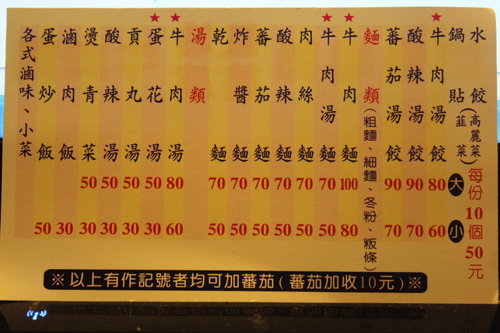 水餃
鍋貼
(高麗菜
韮菜)
每份10個50元
大 小
★牛肉湯餃 80 60
酸辣湯餃 90 70
蕃茄湯餃 90 70
麵類(粗麵、細麵、冬粉、粄條)
★牛肉麵 100 80
★牛肉湯麵 70 50
肉絲麵 70 50
酸辣麵 70 50
蕃茄麵 70 50
炸醬麵 70 50
乾麵 70 50
湯類
★牛肉湯 80 60
★蛋花湯 50 30
貢丸湯 50 30
酸辣湯 50 30
燙青菜 50 30
滷肉飯 30
蛋炒飯 50
各式滷味、小菜
※以上有作記號者均可加蕃茄(蕃茄加收10元)※